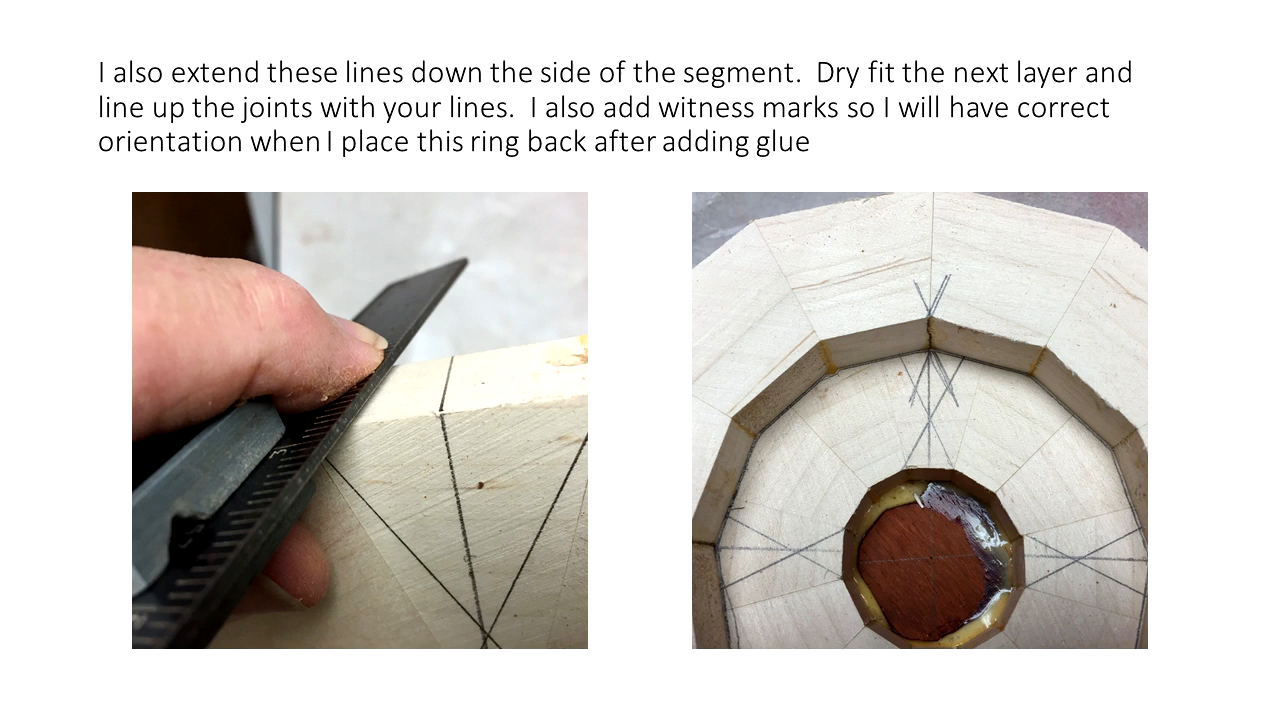 I also extend these lines down the side of the segment.  Dry fit the next layer and
line up the joints with your lines.  I also add witness marks so I will have correct
orientation when I place this ring back after adding glue
3